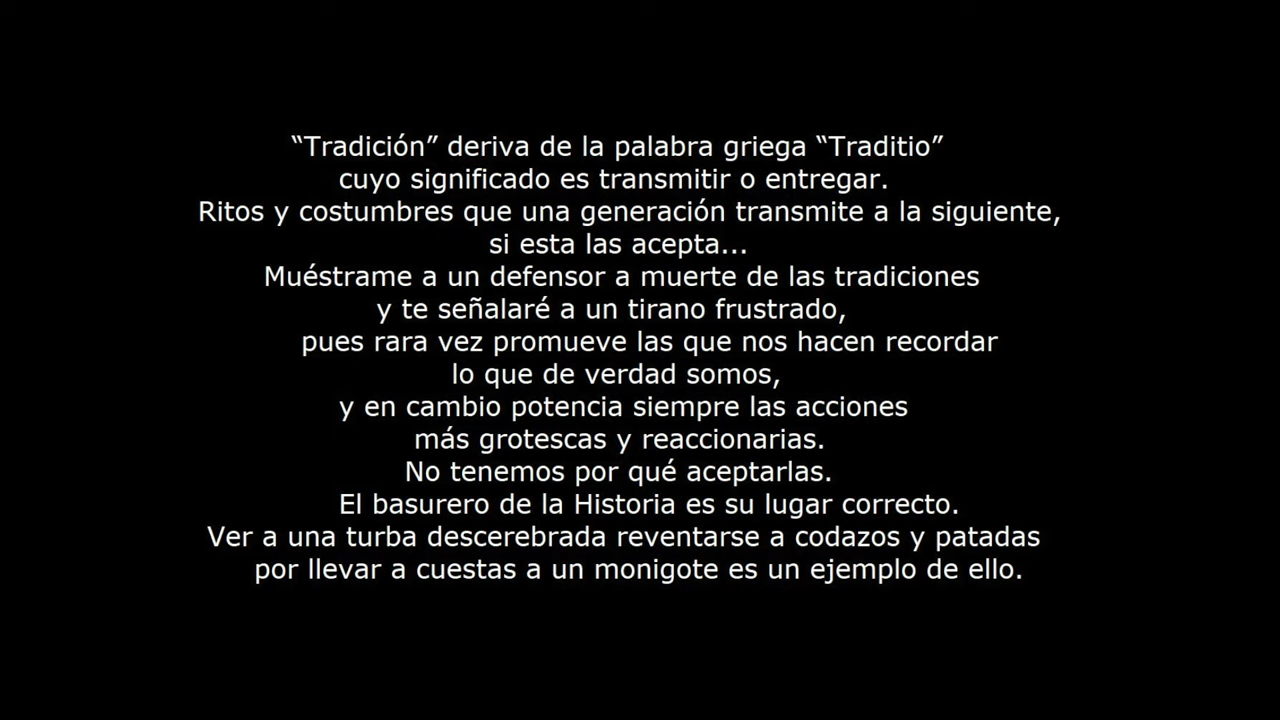 “Tradición” deriva de la palabra griega “Traditio”
cuyo significado es transmitir o entregar.
Ritos y costumbres que una generación transmite a la siguiente,
si esta las acepta...
Muéstrame a un defensor a muerte de las tradiciones
y te señalaré a un tirano frustrado,
pues rara vez promueve las que nos hacen recordar
lo que de verdad somos,
y en cambio potencia siempre las acciones
más grotescas y reaccionarias.
No tenemos por qué aceptarlas.
El basurero de la Historia es su lugar correcto.
Ver a una turba descerebrada reventarse a codazos y patadas
por llevar a cuestas a un monigote es un ejemplo de ello.